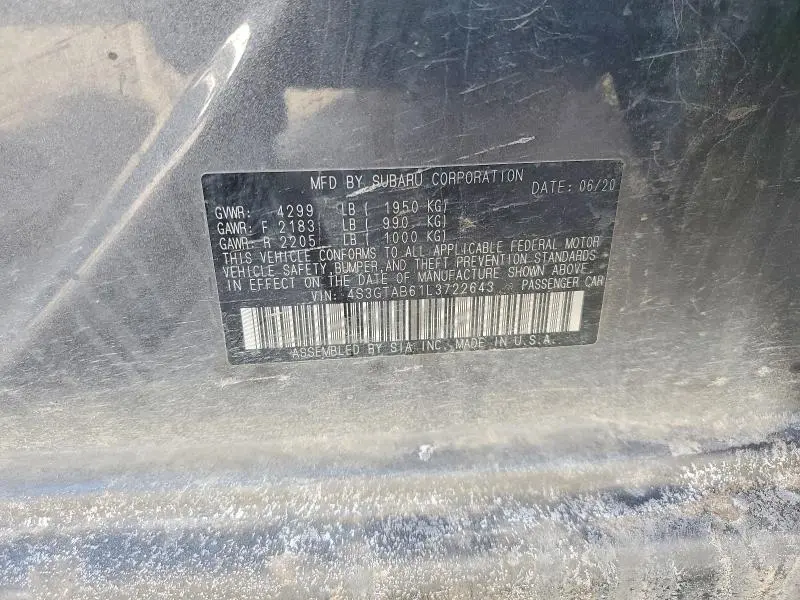 MFD BY SUBARU CORPORATION DATE: 06/20
GVWR: 4299 LB ( 1950 KG)
GAWR: F 2183 LB ( 990 KG)
GAWR: R 2205 LB ( 1000 KG)
THIS VEHICLE CONFORMS TO ALL APPLICABLE FEDERAL MOTOR
VEHICLE SAFETY, BUMPER, AND THEFT PREVENTION STANDARDS
IN EFFECT ON THE DATE OF MANUFACTURE SHOWN ABOVE.
VIN: 4S3GTAB61L3722643 PASSENGER CAR
ASSEMBLED BY SIA, INC. MADE IN U.S.A.